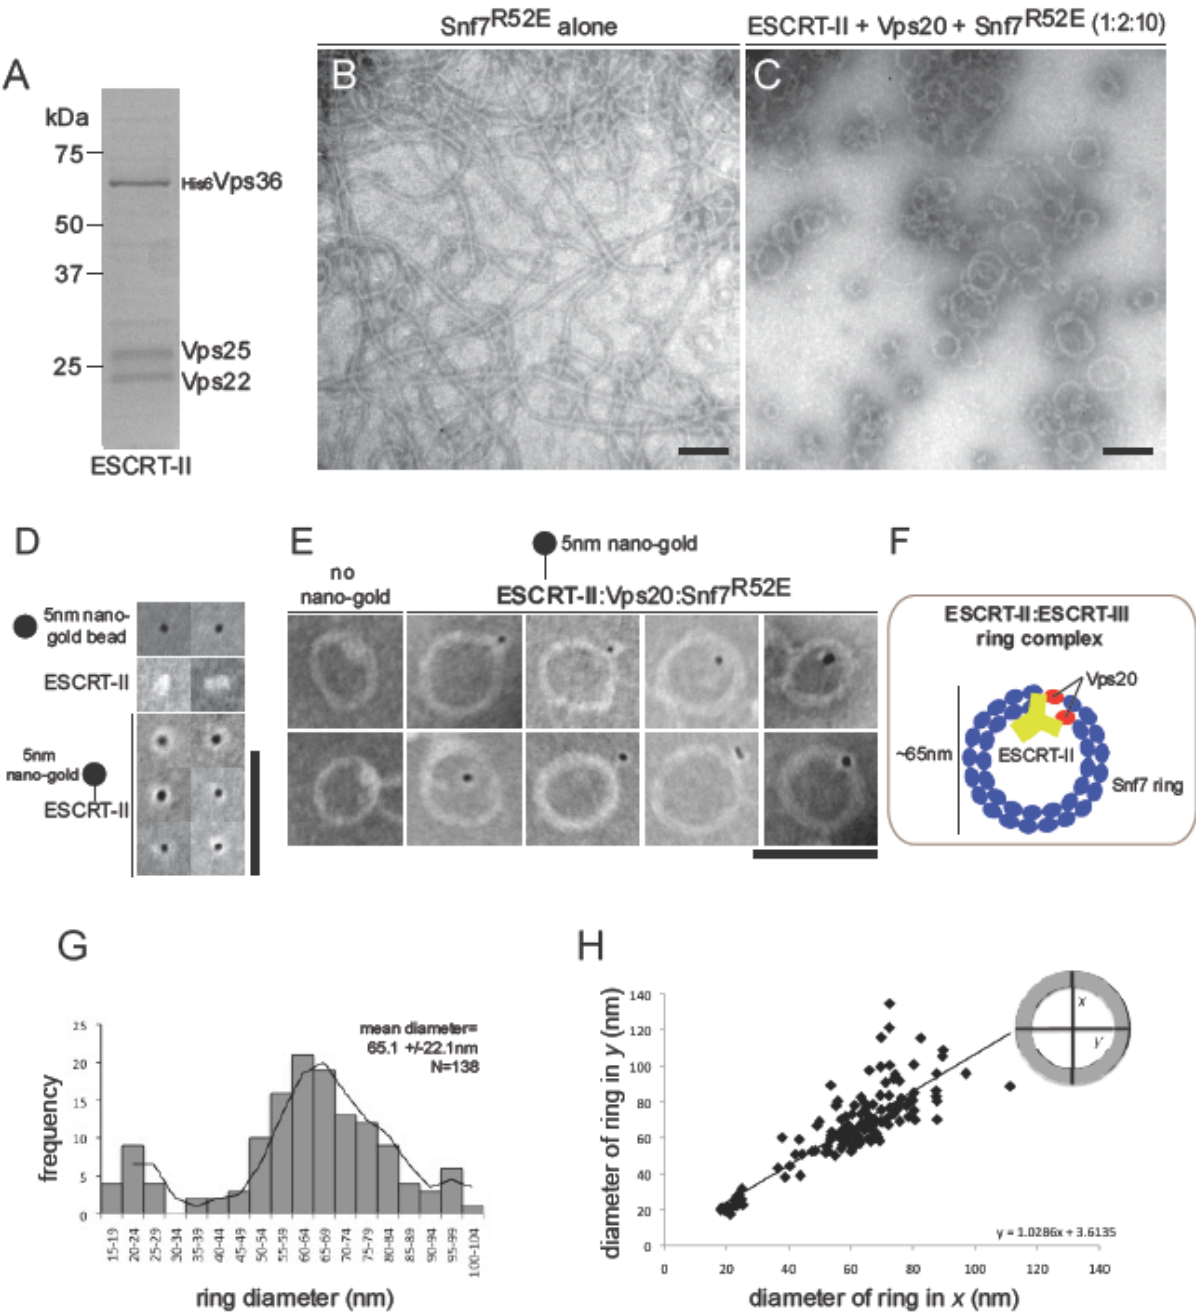 Snf7R52E alone
ESCRT-II + Vps20 + Snf7R52E (1:2:10)
A
B
C
kDa
75
His6Vps36
50
37
Vps25
25
Vps22
ESCRT-II
D
E
F
5nm nano-gold
no
nano-gold
ESCRT-II:Vps20:Snf7R52E
5nm nano-
gold bead
ESCRT-II
5nm
nano-gold
ESCRT-II
ESCRT-II:ESCRT-III
ring complex
Vps20
~65nm
ESCRT-II
Snf7 ring
G
mean diameter=
65.1 +/-22.1nm
N=138
frequency
25
20
15
10
5
0
15-19
20-24
25-29
30-34
35-39
40-44
45-49
50-54
55-59
60-64
65-69
70-74
75-79
80-84
85-89
90-94
95-99
100-104
ring diameter (nm)
H
diameter of ring in y (nm)
140
120
100
80
60
40
20
0
x
y
y = 1.0286x + 3.6135
0 20 40 60 80 100 120 140
diameter of ring in x (nm)